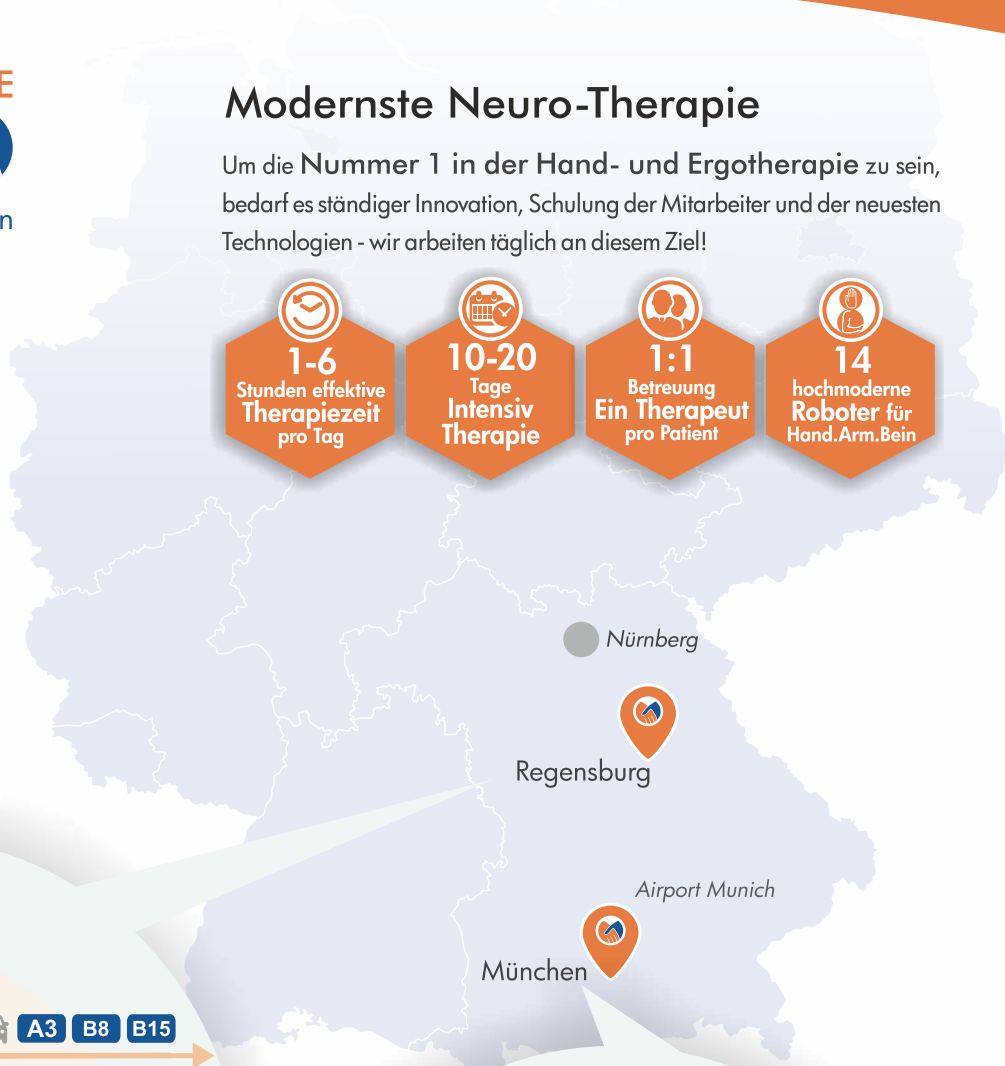 E
n
Modernste Neuro-Therapie
Um die Nummer 1 in der Hand- und Ergotherapie zu sein,
bedarf es ständiger Innovation, Schulung der Mitarbeiter und der neuesten
Technologien - wir arbeiten täglich an diesem Ziel!
1-6
Stunden effektive
Therapiezeit
pro Tag
10-20
Tage
Intensiv
Therapie
1:1
Betreuung
Ein Therapeut
pro Patient
14
hochmoderne
Roboter für
Hand.Arm.Bein
Nürnberg
Regensburg
Airport Munich
München
A3 B8 B15